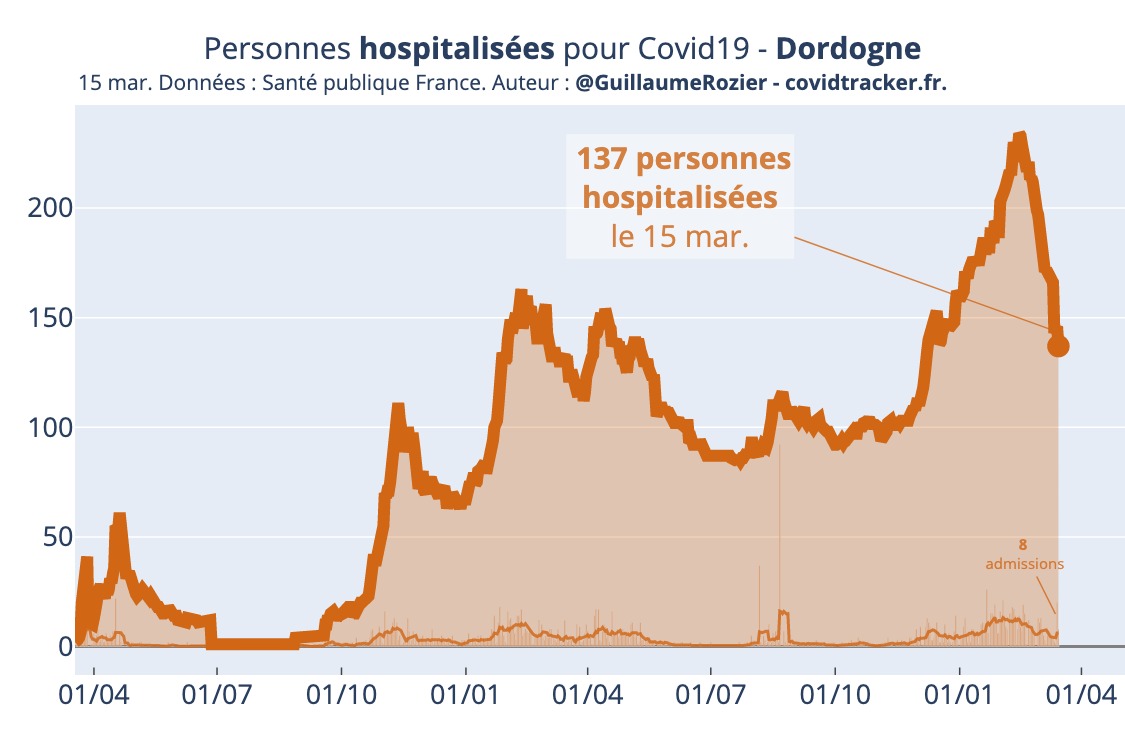 Personnes hospitalisées pour Covid19 - Dordogne
15 mar. Données : Santé publique France. Auteur : @GuillaumeRozier - covidtracker.fr.
137 personnes
hospitalisées
le 15 mar.
200
150
100
50
0
8
admissions
01/04 01/07 01/10 01/01 01/04 01/07 01/10 01/01 01/04